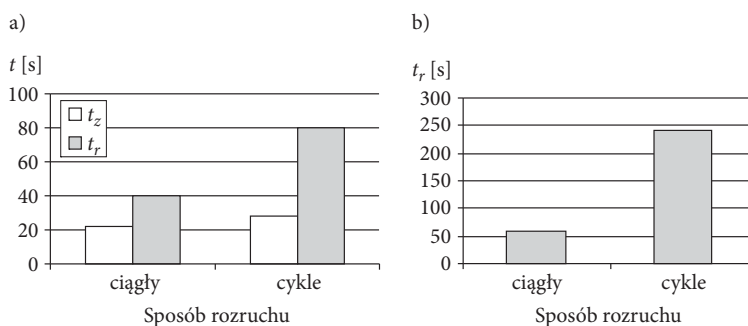 a)
t [s]
100
80
60
40
20
0
t_z
t_r
ciągły
cykle
Sposób rozruchu
b)
t_r [s]
300
250
200
150
100
50
0
ciągły
cykle
Sposób rozruchu